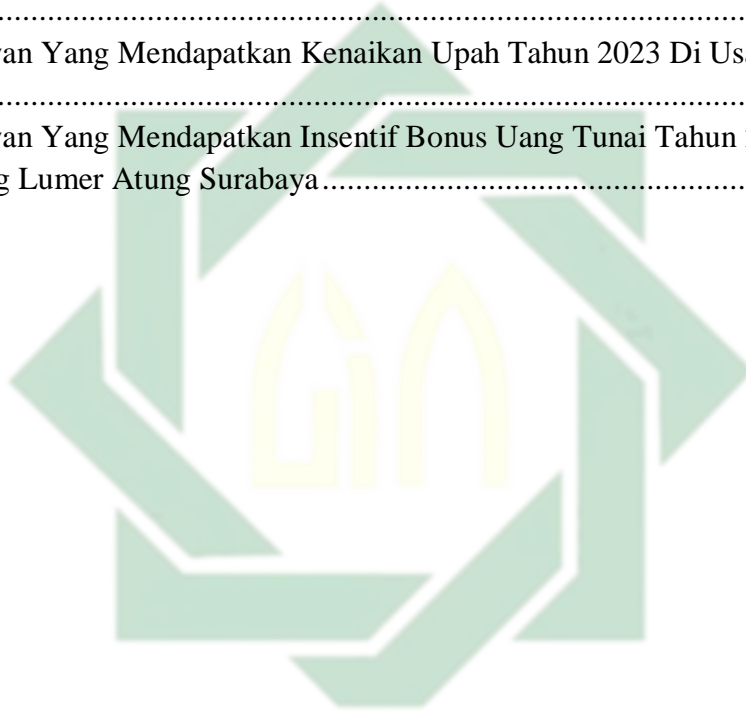 an Yang Mendapatkan Kenaikan Upah Tahun 2023 Di Usa
an Yang Mendapatkan Insentif Bonus Uang Tunai Tahun
g Lumer Atung Surabaya